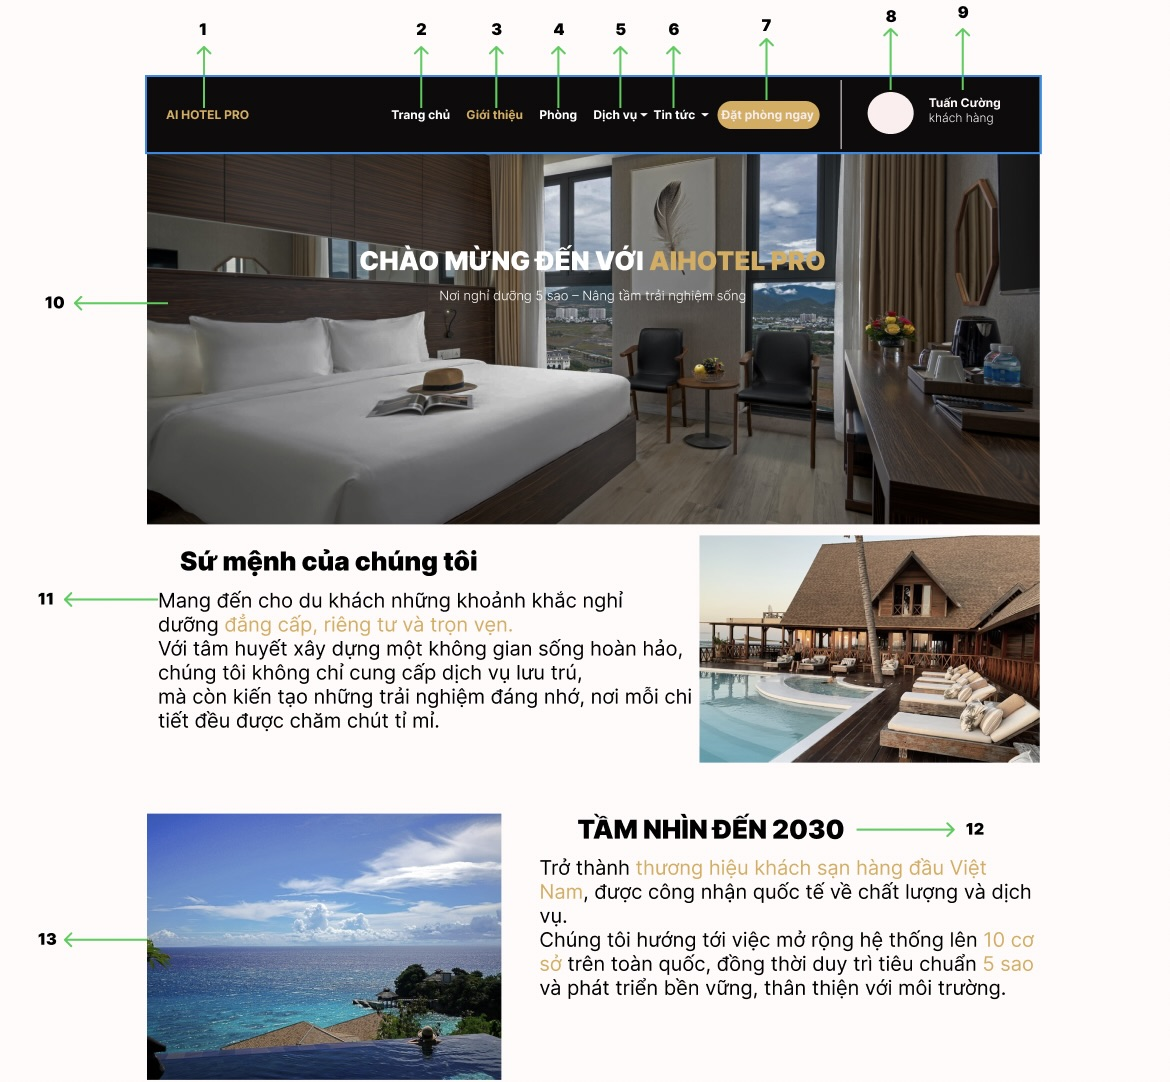 1 2 3 4 5 6 7 8 9
AI HOTEL PRO Trang chủ Giới thiệu Phòng Dịch vụ Tin tức Đặt phòng ngay Tuấn Cường
khách hàng
CHÀO MỪNG ĐẾN VỚI AIHOTEL PRO
Nơi nghỉ dưỡng 5 sao – Nâng tầm trải nghiệm sống
10
Sứ mệnh của chúng tôi
11
Mang đến cho du khách những khoảnh khắc nghỉ
dưỡng đẳng cấp, riêng tư và trọn vẹn.
Với tâm huyết xây dựng một không gian sống hoàn hảo,
chúng tôi không chỉ cung cấp dịch vụ lưu trú,
mà còn kiến tạo những trải nghiệm đáng nhớ, nơi mỗi chi
tiết đều được chăm chút tỉ mỉ.
TẦM NHÌN ĐẾN 2030
12
Trở thành thương hiệu khách sạn hàng đầu Việt
Nam, được công nhận quốc tế về chất lượng và dịch
vụ.
Chúng tôi hướng tới việc mở rộng hệ thống lên 10 cơ
sở trên toàn quốc, đồng thời duy trì tiêu chuẩn 5 sao
và phát triển bền vững, thân thiện với môi trường.
13